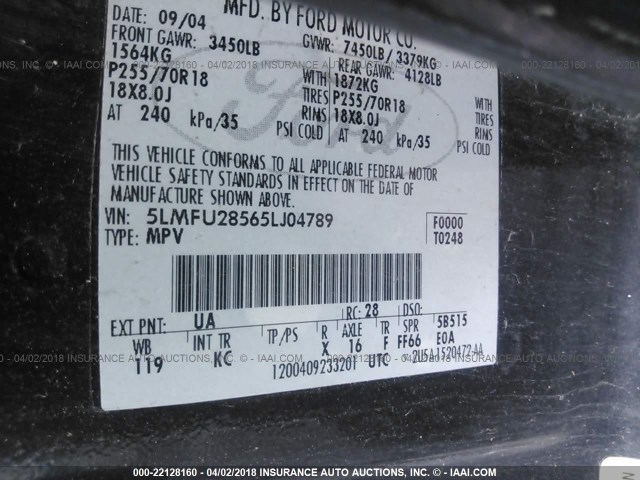 DATE: 09/04 MFD. BY FORD MOTOR CO.
FRONT GAWR: 3450LB GVWR: 7450LB/ 3379KG
1564KG REAR GAWR: 4128LB
P255/70R18 WITH 1872KG WITH
18X8.0J TIRES P255/70R18 TIRES
RIMS 18X8.0J RIMS
AT 240 kPa/35 PSI COLD AT 240 kPa/35 PSI COLD
Ford
THIS VEHICLE CONFORMS TO ALL APPLICABLE FEDERAL MOTOR
VEHICLE SAFETY STANDARDS IN EFFECT ON THE DATE OF
MANUFACTURE SHOWN ABOVE.
VIN: 5LMFU28565LJ04789 F0000
TYPE: MPV T0248
EXT PNT: UA RC: 28 DSO:
WB INT TR TP/PS R AXLE TR SPR 5B515
119 KC X 16 F FF66 E0A
1200409233201 UTC 2U5A-1520472-AA
000-22128160 - 04/02/2018 INSURANCE AUTO AUCTIONS, INC. - © - IAAI.COM